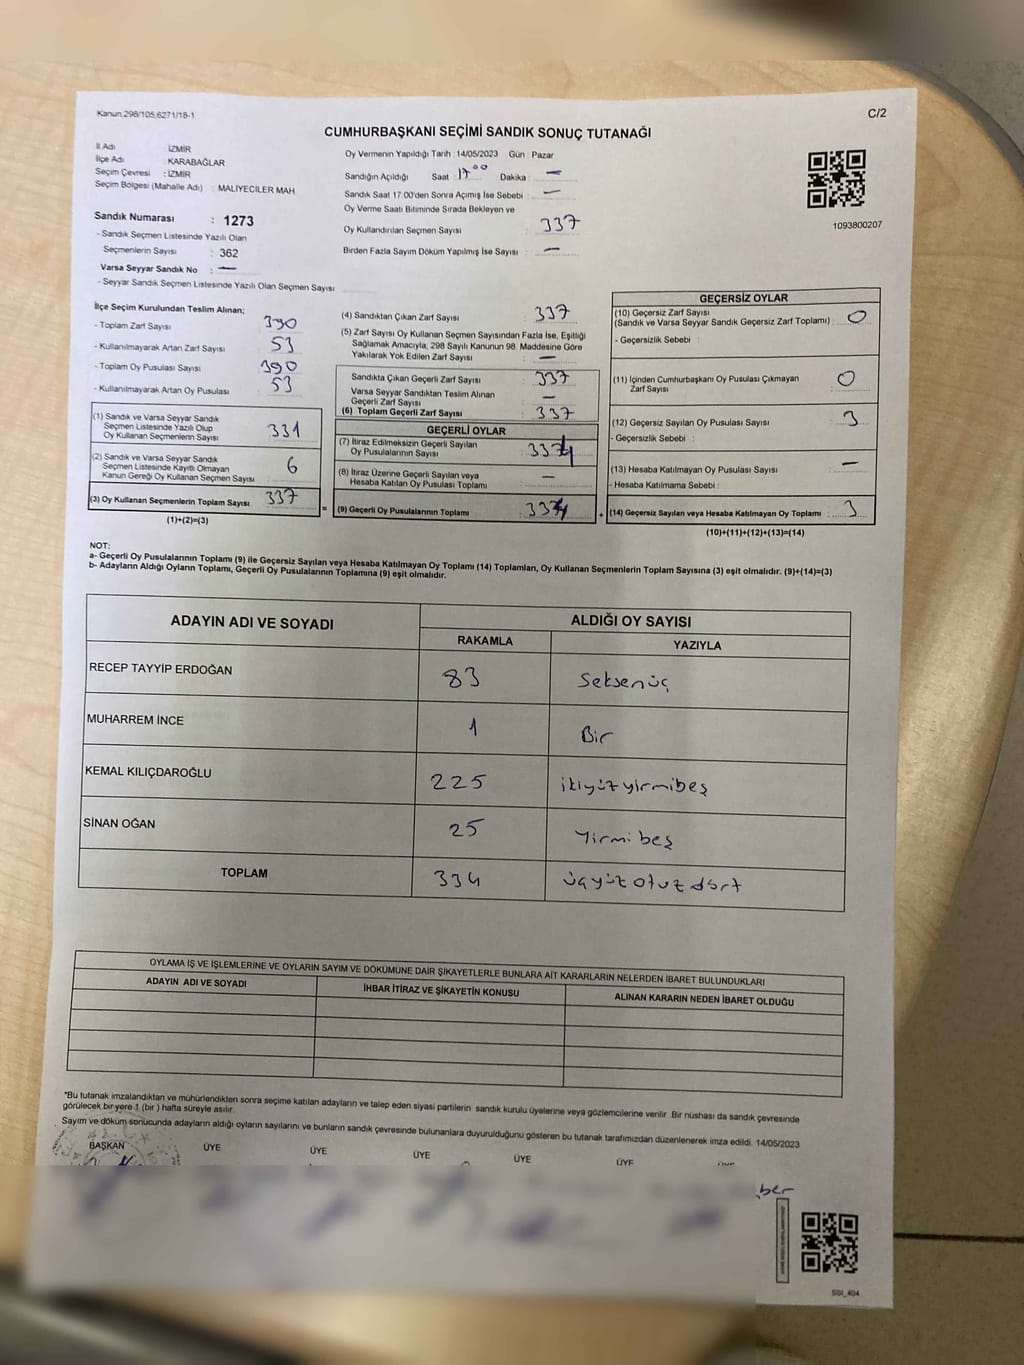 Kanun.298/105,6271/18-1
C/2
CUMHURBAŞKANI SEÇİMİ SANDIK SONUÇ TUTANAĞI
İl Adı : İZMİR
İlçe Adı : KARABAĞLAR
Seçim Çevresi : İZMİR
Seçim Bölgesi (Mahalle Adı) : MALİYECİLER MAH
Sandık Numarası : 1273
- Sandık Seçmen Listesinde Yazılı Olan
Seçmenlerin Sayısı : 362
Varsa Seyyar Sandık No : —
- Seyyar Sandık Seçmen Listesinde Yazılı Olan Seçmen Sayısı
Oy Vermenin Yapıldığı Tarih : 14/05/2023 Gün : Pazar
Sandığın Açıldığı Saat 17 00 Dakika : —
Sandık Saat 17:00'den Sonra Açımış İse Sebebi : —
Oy Verme Saati Bitiminde Sırada Bekleyen ve
Oy Kullandırılan Seçmen Sayısı : 337
Birden Fazla Sayım Döküm Yapılmış İse Sayısı : —
1093800207
İlçe Seçim Kurulundan Teslim Alınan;
- Toplam Zarf Sayısı 390
- Kullanılmayarak Artan Zarf Sayısı 53
- Toplam Oy Pusulası Sayısı 390
- Kullanılmayarak Artan Oy Pusulası 53
(1) Sandık ve Varsa Seyyar Sandık
Seçmen Listesinde Yazılı Olup
Oy Kullanan Seçmenlerin Sayısı 331
(2) Sandık ve Varsa Seyyar Sandık
Seçmen Listesinde Kayıtlı Olmayan
Kanun Gereği Oy Kullanan Seçmen Sayısı 6
(3) Oy Kullanan Seçmenlerin Toplam Sayısı 337
(1)+(2)=(3)
(4) Sandıktan Çıkan Zarf Sayısı : 337
(5) Zarf Sayısı Oy Kullanan Seçmen Sayısından Fazla İse, Eşitliği
Sağlamak Amacıyla, 298 Sayılı Kanunun 98. Maddesine Göre
Yakılarak Yok Edilen Zarf Sayısı : —
Sandıkta Çıkan Geçerli Zarf Sayısı : 337
Varsa Seyyar Sandıktan Teslim Alınan
Geçerli Zarf Sayısı : —
(6) Toplam Geçerli Zarf Sayısı : 337
GEÇERLİ OYLAR
(7) İtiraz Edilmeksizin Geçerli Sayılan
Oy Pusulalarının Sayısı : 334
(8) İtiraz Üzerine Geçerli Sayılan veya
Hesaba Katılan Oy Pusulası Toplamı : —
= (9) Geçerli Oy Pusulalarının Toplamı : 334 +
GEÇERSİZ OYLAR
(10) Geçersiz Zarf Sayısı
(Sandık ve Varsa Seyyar Sandık Geçersiz Zarf Toplamı) : 0
- Geçersizlik Sebebi :
(11) İçinden Cumhurbaşkanı Oy Pusulası Çıkmayan
Zarf Sayısı 0
(12) Geçersiz Sayılan Oy Pusulası Sayısı : 3
- Geçersizlik Sebebi :
(13) Hesaba Katılmayan Oy Pusulası Sayısı : —
- Hesaba Katılmama Sebebi :
(14) Geçersiz Sayılan veya Hesaba Katılmayan Oy Toplamı : 3
(10)+(11)+(12)+(13)=(14)
NOT:
a- Geçerli Oy Pusulalarının Toplamı (9) ile Geçersiz Sayılan veya Hesaba Katılmayan Oy Toplamı (14) Toplamları, Oy Kullanan Seçmenlerin Toplam Sayısına (3) eşit olmalıdır. (9)+(14)=(3)
b- Adayların Aldığı Oyların Toplamı, Geçerli Oy Pusulalarının Toplamına (9) eşit olmalıdır.
ADAYIN ADI VE SOYADI
ALDIĞI OY SAYISI
RAKAMLA YAZIYLA
RECEP TAYYİP ERDOĞAN 83 Seksenüç
MUHARREM İNCE 1 Bir
KEMAL KILIÇDAROĞLU 225 ikiyüzyirmibeş
SİNAN OĞAN 25 Yirmi beş
TOPLAM 334 üçyüz otuz dört
OYLAMA İŞ VE İŞLEMLERİNE VE OYLARIN SAYIM VE DÖKÜMÜNE DAİR ŞİKAYETLERLE BUNLARA AİT KARARLARIN NELERDEN İBARET BULUNDUKLARI
ADAYIN ADI VE SOYADI İHBAR İTİRAZ VE ŞİKAYETİN KONUSU ALINAN KARARIN NEDEN İBARET OLDUĞU
*Bu tutanak imzalandıktan ve mühürlendikten sonra seçime katılan adayların ve talep eden siyasi partilerin sandık kurulu üyelerine veya gözlemcilerine verilir .Bir nüshası da sandık çevresinde
görülecek bir yere 1 (bir ) hafta süreyle asılır.
Sayım ve döküm sonucunda adayların aldığı oyların sayılarını ve bunların sandık çevresinde bulunanlara duyurulduğunu gösteren bu tutanak tarafımızdan düzenlenerek imza edildi. 14/05/2023
BAŞKAN ÜYE ÜYE ÜYE ÜYE ÜYE
ber
SSI_404